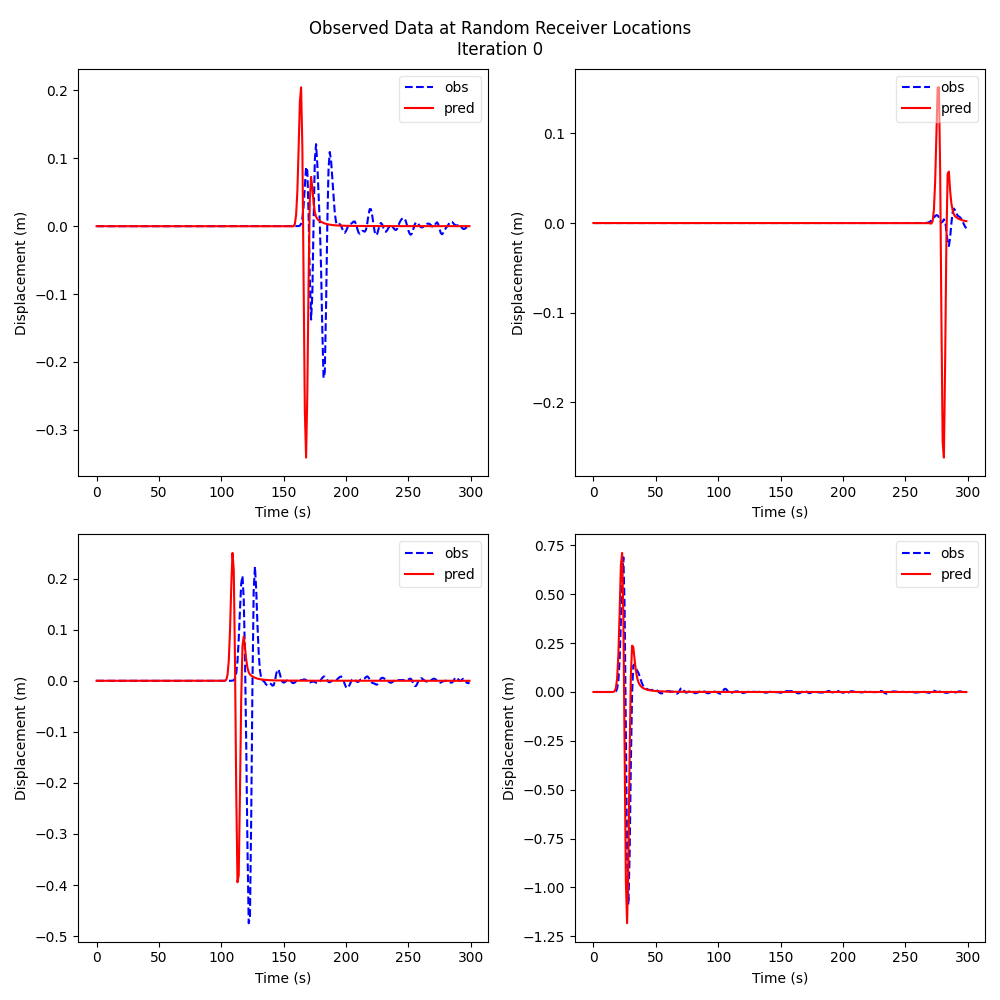 Observed Data at Random Receiver Locations
Iteration 0
obs
pred
0.2
0.1
0.0
−0.1
−0.2
−0.3
Displacement (m)
0 50 100 150 200 250 300
Time (s)
obs
pred
0.1
0.0
−0.1
−0.2
Displacement (m)
0 50 100 150 200 250 300
Time (s)
obs
pred
0.2
0.1
0.0
−0.1
−0.2
−0.3
−0.4
−0.5
Displacement (m)
0 50 100 150 200 250 300
Time (s)
obs
pred
0.75
0.50
0.25
0.00
−0.25
−0.50
−0.75
−1.00
−1.25
Displacement (m)
0 50 100 150 200 250 300
Time (s)